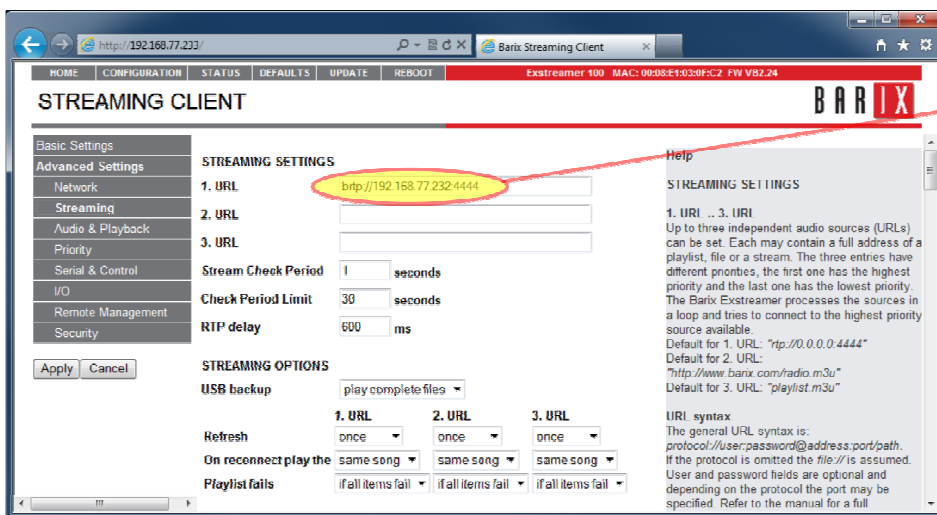 http://192.168.77.233/
Barix Streaming Client
HOME CONFIGURATION STATUS DEFAULTS UPDATE REBOOT
Exstreamer 100 MAC: 00:08:E1:03:0F:C2 FW VB2.24
STREAMING CLIENT
BARIX
Basic Settings
Advanced Settings
Network
Streaming
Audio & Playback
Priority
Serial & Control
I/O
Remote Management
Security
Apply Cancel
STREAMING SETTINGS
1. URL brtp://192.168.77.232:4444
2. URL
3. URL
Stream Check Period 1 seconds
Check Period Limit 30 seconds
RTP delay 600 ms
STREAMING OPTIONS
USB backup play complete files
1. URL 2. URL 3. URL
Refresh once once once
On reconnect play the same song same song same song
Playlist fails if all items fail if all items fail if all items fail
Help
STREAMING SETTINGS
1. URL .. 3. URL
Up to three independent audio sources (URLs)
can be set. Each may contain a full address of a
playlist, file or a stream. The three entries have
different priorities, the first one has the highest
priority and the last one has the lowest priority.
The Barix Exstreamer processes the sources in
a loop and tries to connect to the highest priority
source available.
Default for 1. URL: "rtp://0.0.0.0:4444"
Default for 2. URL:
"http://www.barix.com/radio.m3u"
Default for 3. URL: "playlist.m3u"
URL syntax
The general URL syntax is:
protocol://user:password@address:port/path.
If the protocol is omitted the file:// is assumed.
User and password fields are optional and
depending on the protocol the port may be
specified. Refer to the manual for a full